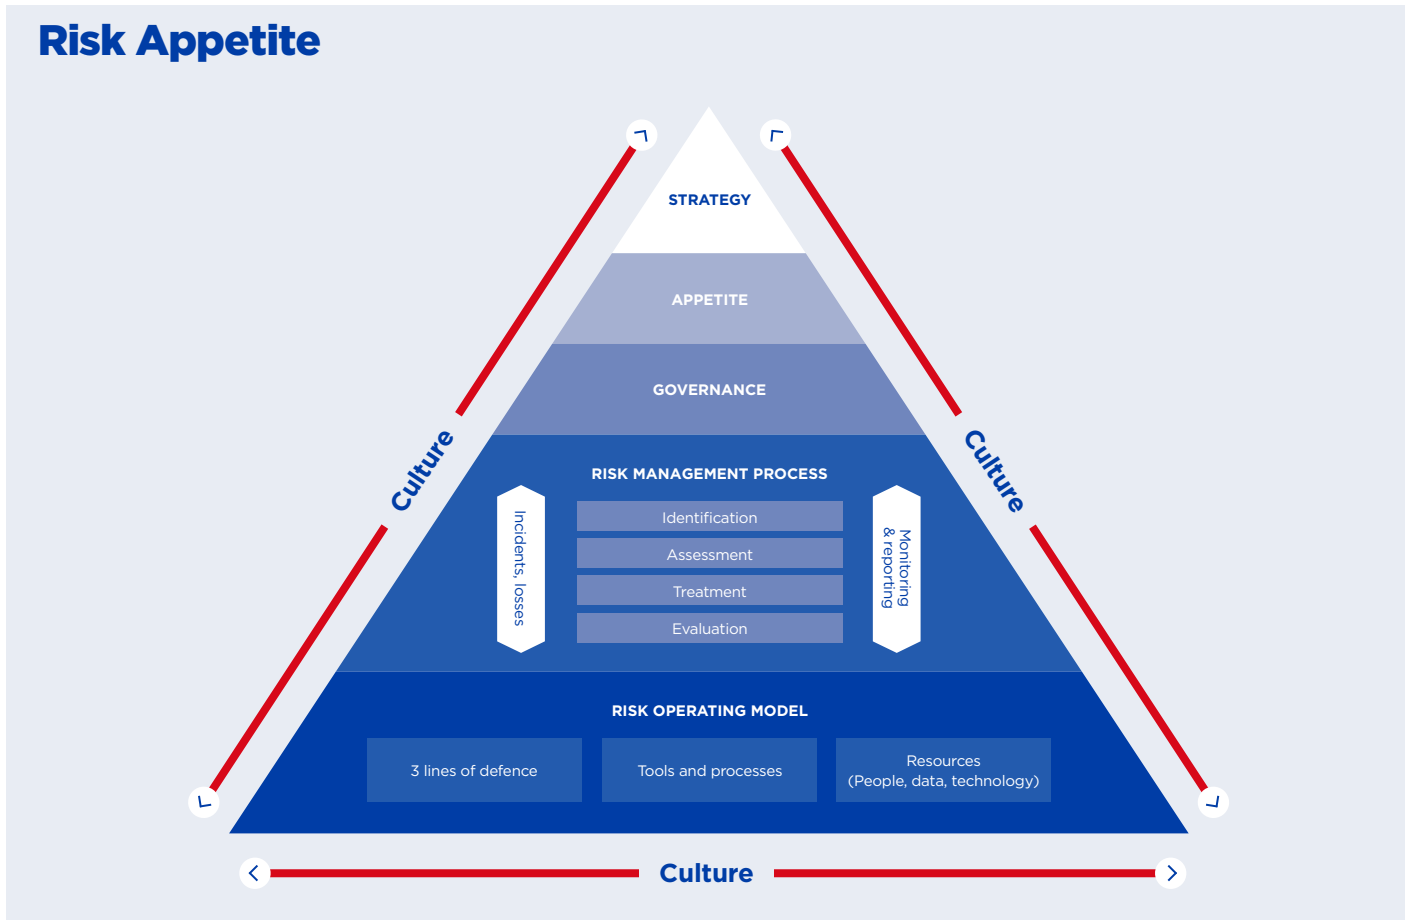 Risk Appetite
STRATEGY
APPETITE
GOVERNANCE
Culture
Culture
RISK MANAGEMENT PROCESS
Incidents, losses
Identification
Assessment
Treatment
Evaluation
Monitoring
& reporting
RISK OPERATING MODEL
3 lines of defence
Tools and processes
Resources
(People, data, technology)
Culture